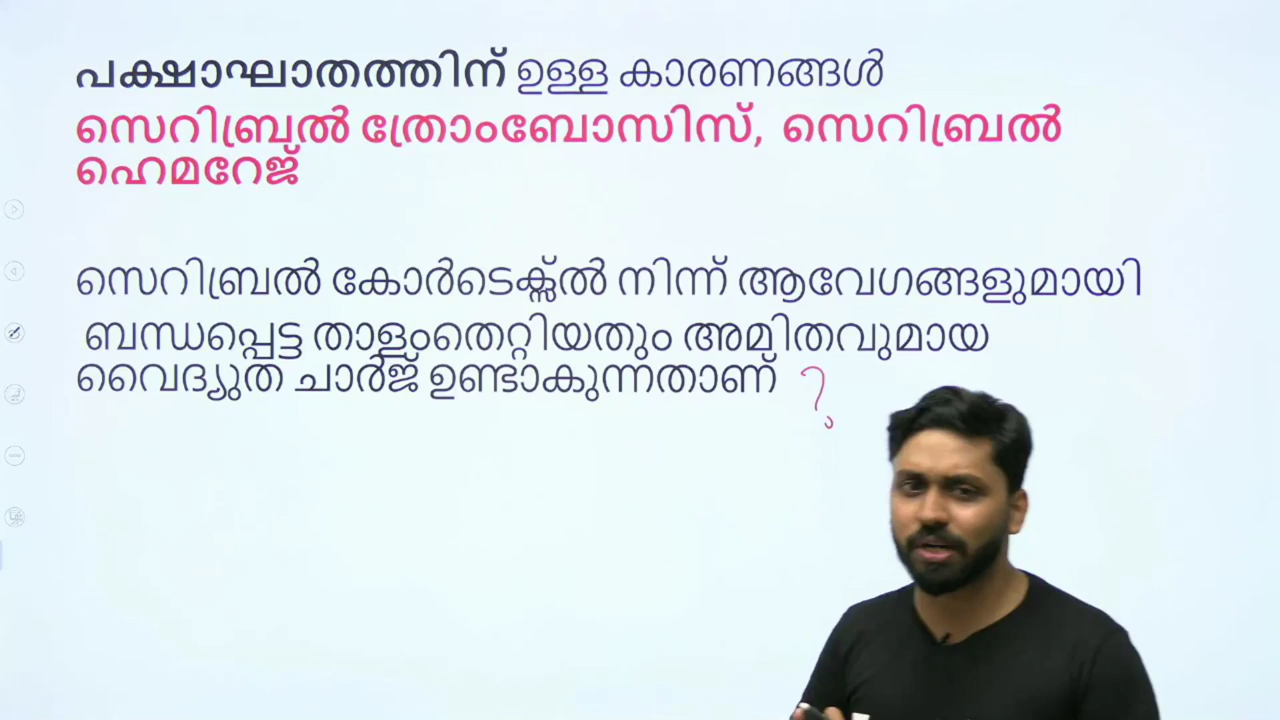 പക്ഷാഘാതത്തിന് ഉള്ള കാരണങ്ങൾ
സെറിബ്രൽ ത്രോംബോസിസ്, സെറിബ്രൽ
ഹെമറേജ്
സെറിബ്രൽ കോർടെക്സ്ൽ നിന്ന് ആവേഗങ്ങളുമായി
ബന്ധപ്പെട്ട താളംതെറ്റിയതും അമിതവുമായ
വൈദ്യുത ചാർജ് ഉണ്ടാകുന്നതാണ് ?